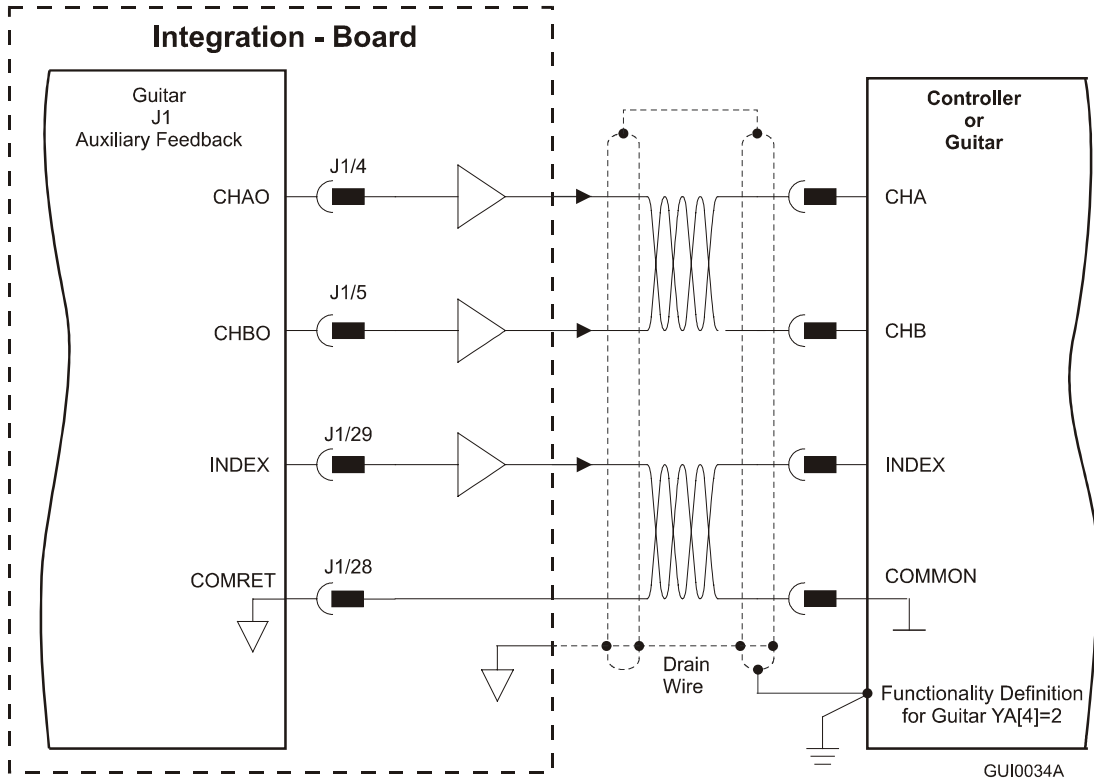 Integration - Board
Guitar
J1
Auxiliary Feedback
Controller
or
Guitar
CHAO
J1/4
CHA
CHBO
J1/5
CHB
INDEX
J1/29
INDEX
COMRET
J1/28
COMMON
Drain
Wire
Functionality Definition
for Guitar YA[4]=2
GUI0034A